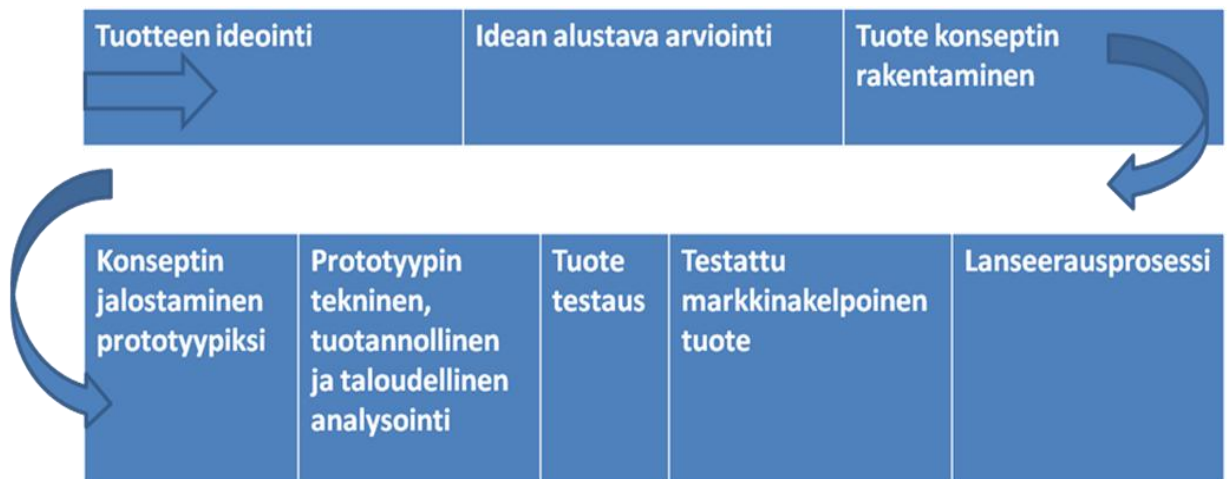 Tuotteen ideointi
Idean alustava arviointi
Tuote konseptin
rakentaminen
Konseptin
jalostaminen
prototyypiksi
Prototyypin
tekninen,
tuotannollinen
ja taloudellinen
analysointi
Tuote
testaus
Testattu
markkinakelpoinen
tuote
Lanseerausprosessi